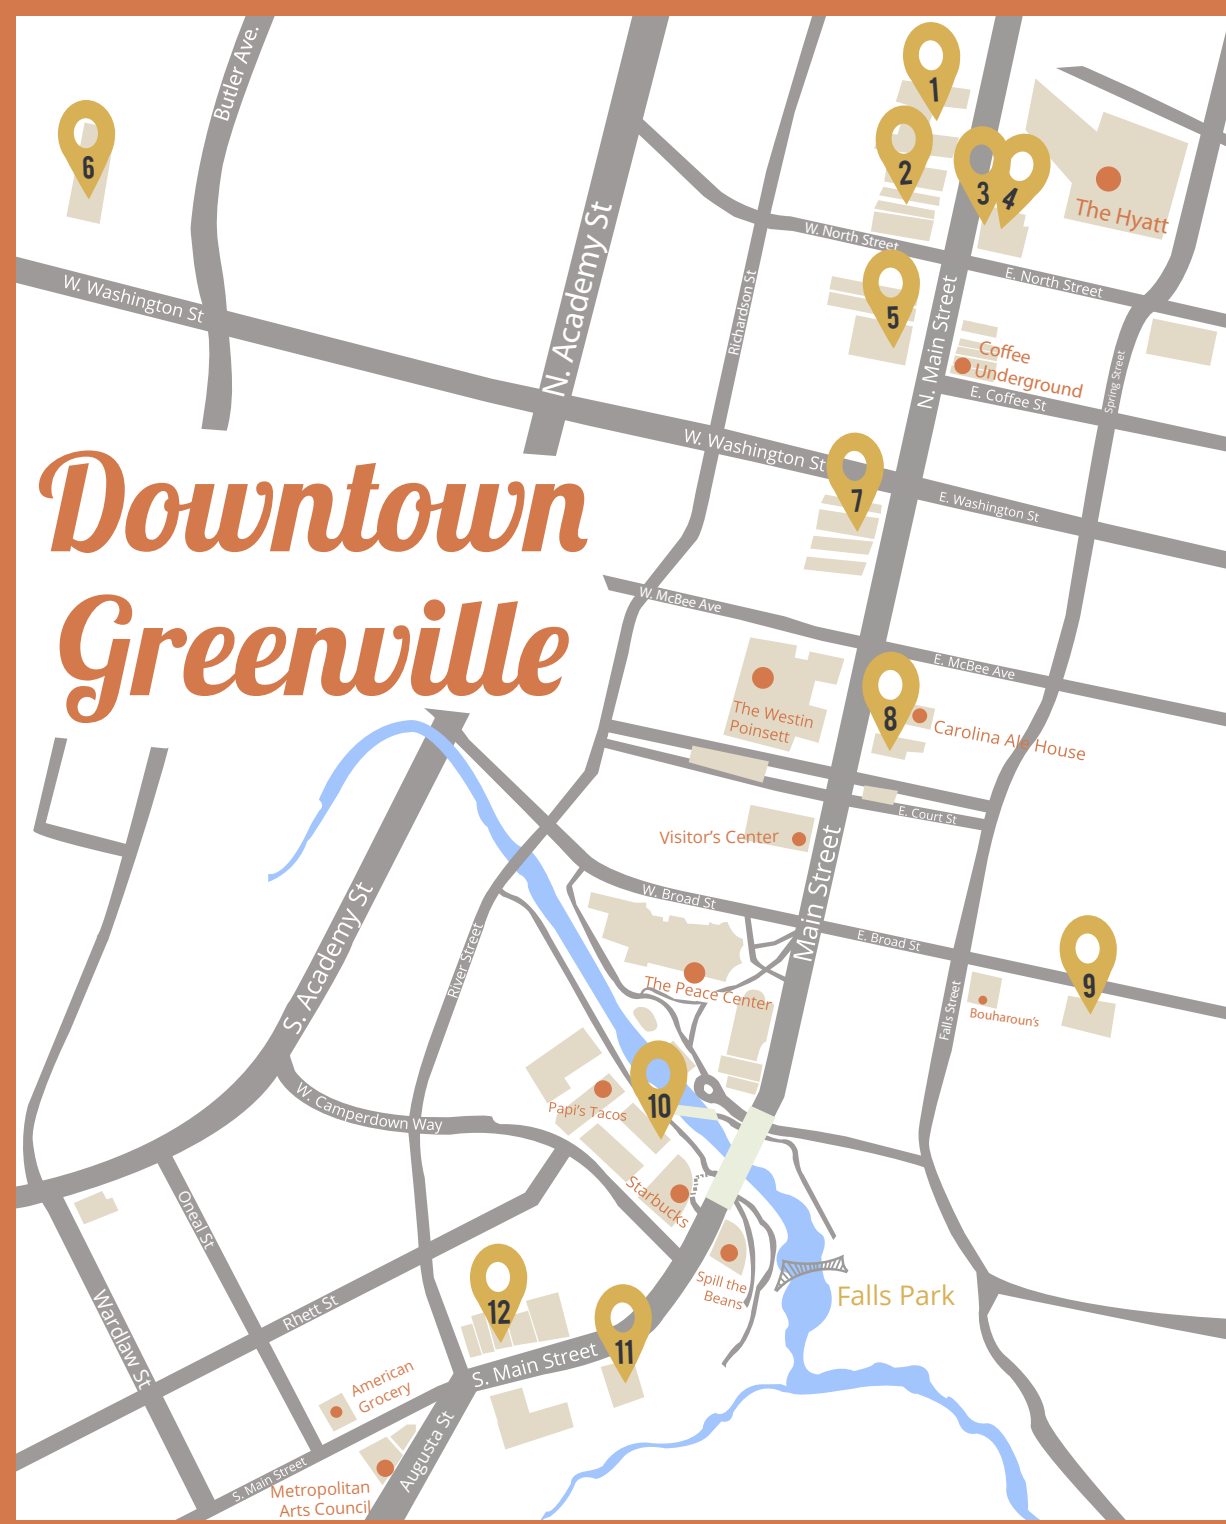 Butler Ave.
1
2
3
4
6
The Hyatt
W. North Street
E. North Street
N. Academy St
Richardson St
N. Main Street
5
W. Washington St
Coffee
Underground
E. Coffee St
Spring Street
W. Washington St
7
E. Washington St
Downtown
Greenville
W. McBee Ave
E. McBee Ave
8
The Westin
Poinsett
Carolina Ale House
E. Court St
Visitor's Center
Main Street
W. Broad St
E. Broad St
S. Academy St
River Street
The Peace Center
Falls Street
9
Bouharoun's
W. Camperdown Way
Papi's Tacos
10
Starbucks
Oneal St
Spill the
Beans
Falls Park
Wardlaw St
Rhett St
12
11
S. Main Street
American
Grocery
Augusta St
S. Main Street
Metropolitan
Arts Council